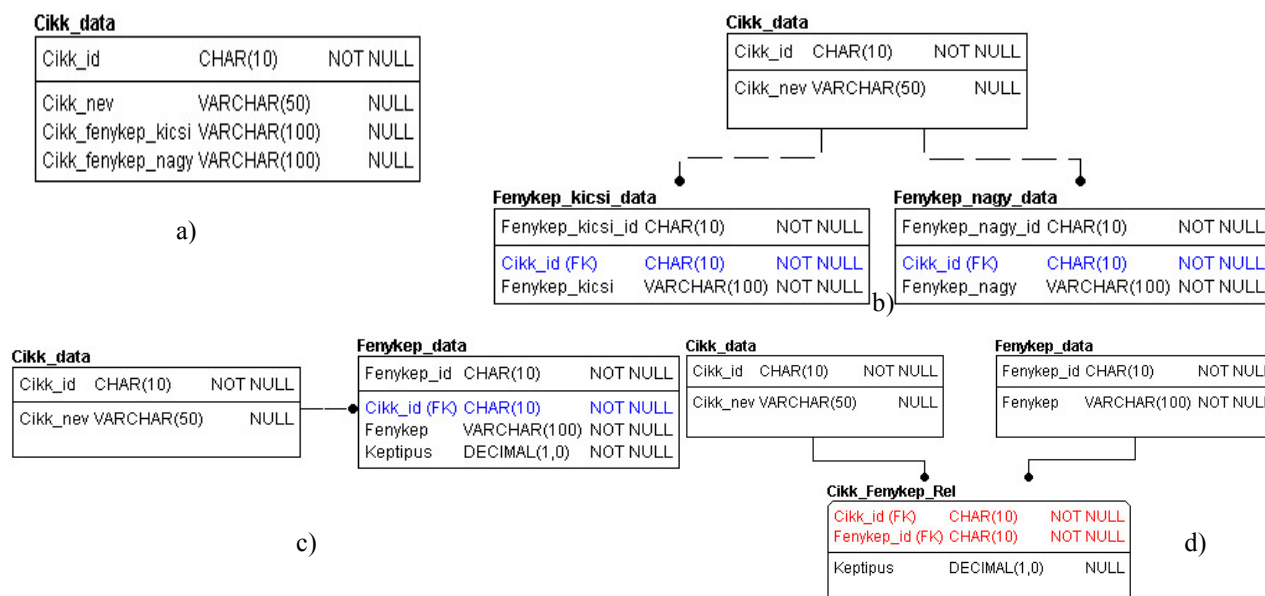 Cikk_data
Cikk_id CHAR(10) NOT NULL
Cikk_nev VARCHAR(50) NULL
Cikk_fenykep_kicsi VARCHAR(100) NULL
Cikk_fenykep_nagy VARCHAR(100) NULL
a)
Cikk_data
Cikk_id CHAR(10) NOT NULL
Cikk_nev VARCHAR(50) NULL
Fenykep_kicsi_data
Fenykep_kicsi_id CHAR(10) NOT NULL
Cikk_id (FK) CHAR(10) NOT NULL
Fenykep_kicsi VARCHAR(100) NOT NULL
Fenykep_nagy_data
Fenykep_nagy_id CHAR(10) NOT NULL
Cikk_id (FK) CHAR(10) NOT NULL
Fenykep_nagy VARCHAR(100) NOT NULL
b)
Cikk_data
Cikk_id CHAR(10) NOT NULL
Cikk_nev VARCHAR(50) NULL
Fenykep_data
Fenykep_id CHAR(10) NOT NULL
Cikk_id (FK) CHAR(10) NOT NULL
Fenykep VARCHAR(100) NOT NULL
Keptipus DECIMAL(1,0) NOT NULL
c)
Cikk_data
Cikk_id CHAR(10) NOT NULL
Cikk_nev VARCHAR(50) NULL
Fenykep_data
Fenykep_id CHAR(10) NOT NULL
Fenykep VARCHAR(100) NOT NULL
Cikk_Fenykep_Rel
Cikk_id (FK) CHAR(10) NOT NULL
Fenykep_id (FK) CHAR(10) NOT NULL
Keptipus DECIMAL(1,0) NULL
d)